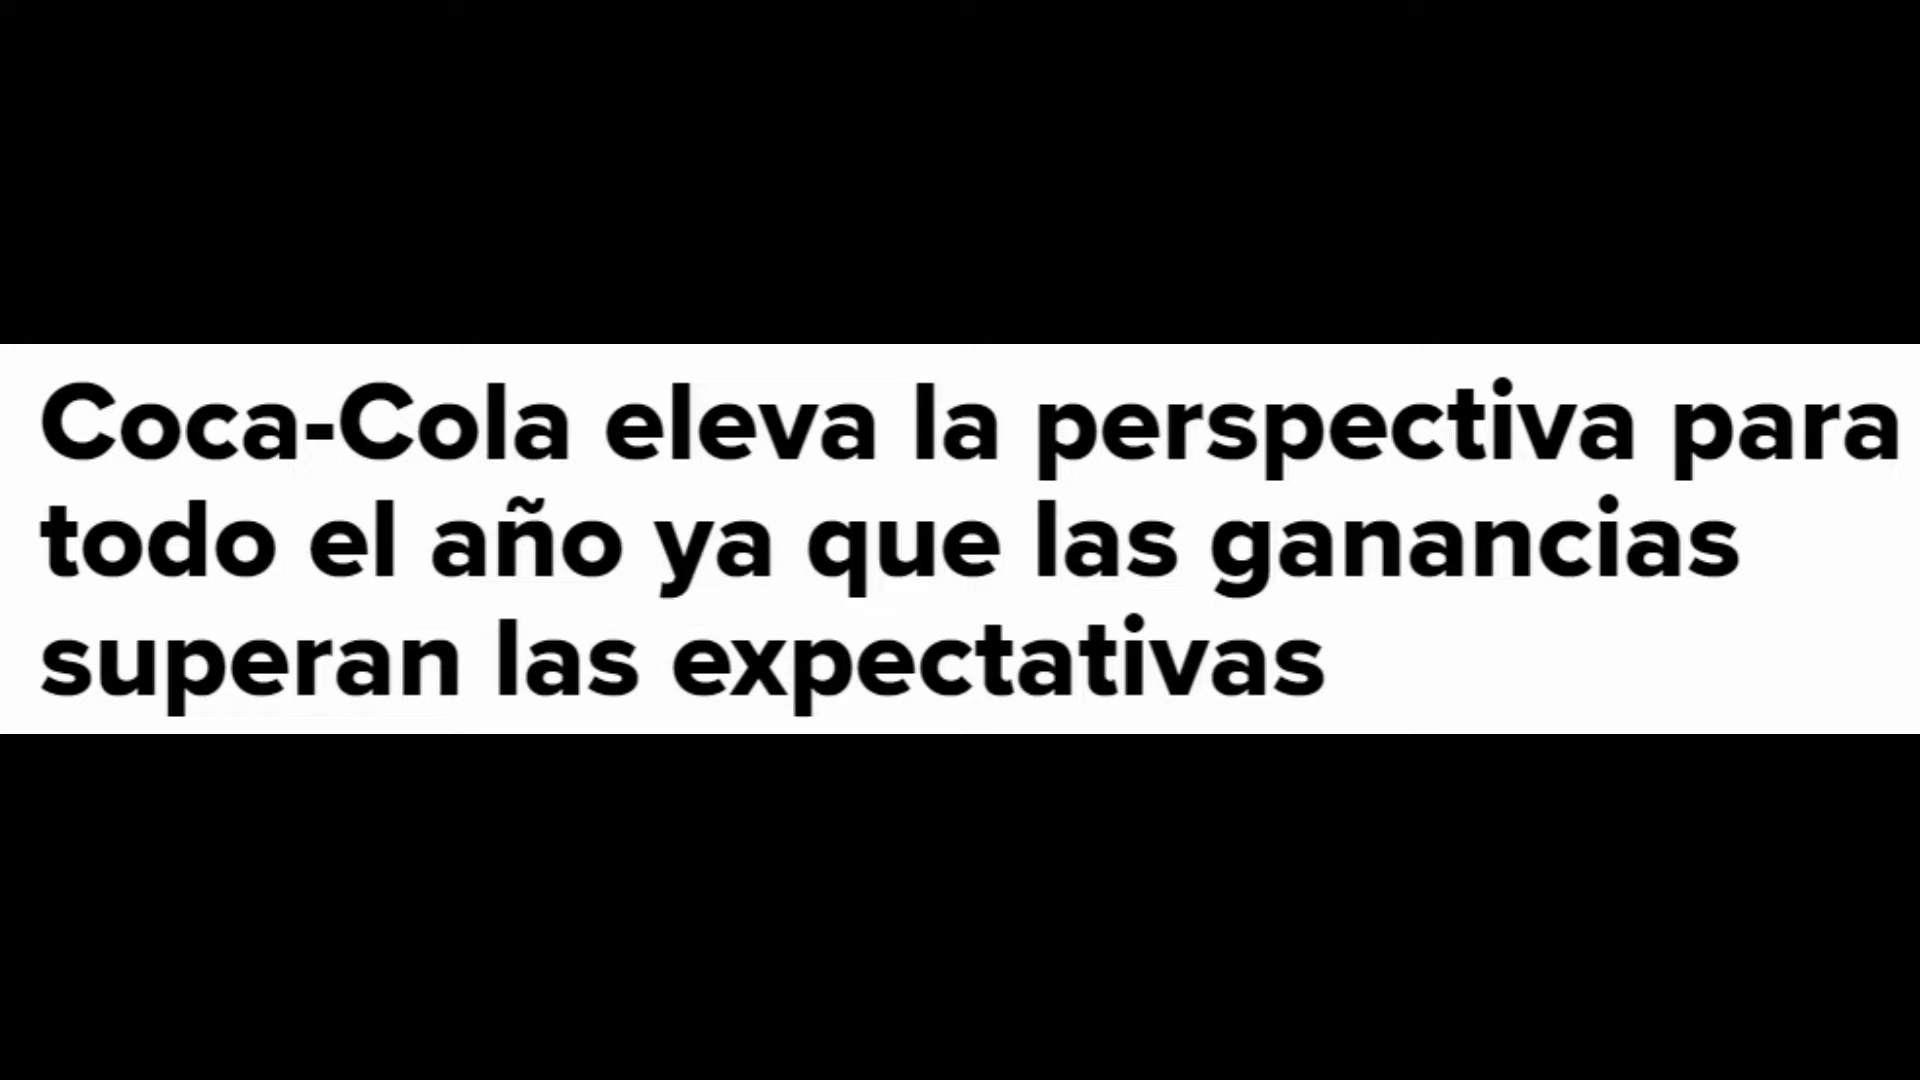 Coca-Cola eleva la perspectiva para
todo el año ya que las ganancias
superan las expectativas